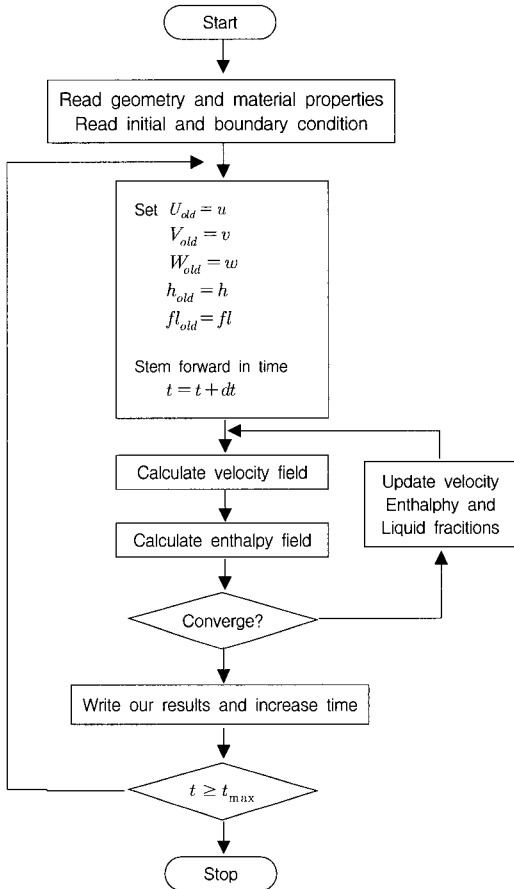 Start
Read geometry and material properties
Read initial and boundary condition
Set U_old = u
V_old = v
W_old = w
h_old = h
fl_old = fl
Stem forward in time
t = t + dt
Calculate velocity field
Update velocity
Enthalphy and
Liquid fracitions
Calculate enthalpy field
Converge?
Write our results and increase time
t ≥ t_max
Stop